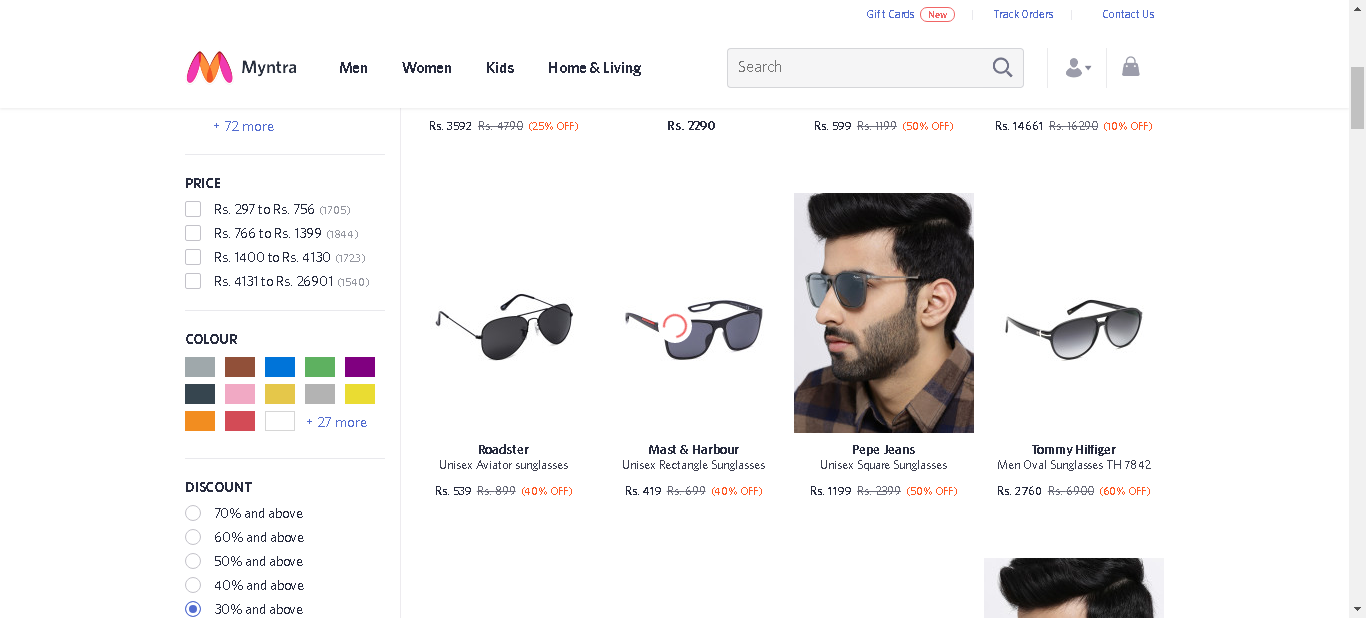 Gift Cards New Track Orders Contact Us
Myntra Men Women Kids Home & Living Search
+ 72 more
PRICE
Rs. 297 to Rs. 756 (1705)
Rs. 766 to Rs. 1399 (1844)
Rs. 1400 to Rs. 4130 (1723)
Rs. 4131 to Rs. 26901 (1540)
COLOUR
+ 27 more
DISCOUNT
70% and above
60% and above
50% and above
40% and above
30% and above
Rs. 3592 Rs. 4790 (25% OFF)
Rs. 2290
Rs. 599 Rs. 1199 (50% OFF)
Rs. 14661 Rs. 16290 (10% OFF)
Roadster
Unisex Aviator sunglasses
Rs. 539 Rs. 899 (40% OFF)
Mast & Harbour
Unisex Rectangle Sunglasses
Rs. 419 Rs. 699 (40% OFF)
Pepe Jeans
Unisex Square Sunglasses
Rs. 1199 Rs. 2399 (50% OFF)
Tommy Hilfiger
Men Oval Sunglasses TH 7842
Rs. 2760 Rs. 6900 (60% OFF)